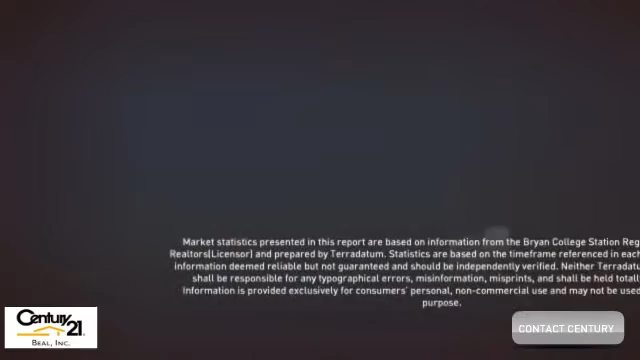 Market statistics presented in this report are based on information from the Bryan College Station Reg
Realtors[Licensor] and prepared by Terradatum. Statistics are based on the timeframe referenced in each
information deemed reliable but not guaranteed and should be independently verified. Neither Terradatu
shall be responsible for any typographical errors, misinformation, misprints, and shall be held totall
Information is provided exclusively for consumers' personal, non-commercial use and may not be used
purpose.
Century
21
BEAL, INC.
CONTACT CENTURY